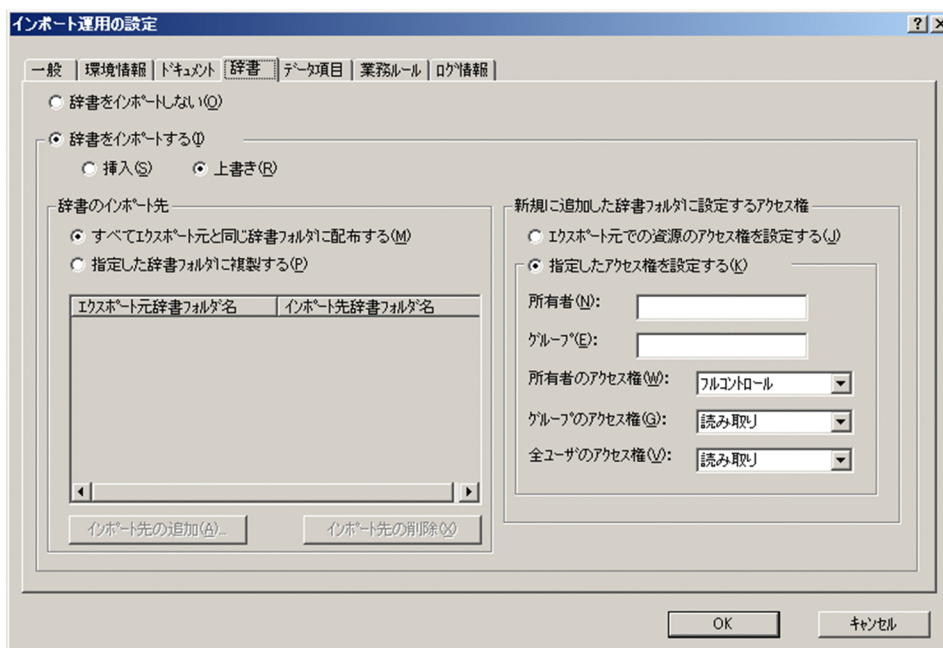 インポート運用の設定
一般 環境情報 ドキュメント 辞書 データ項目 業務ルール ログ情報
辞書をインポートしない(O)
辞書をインポートする(I)
挿入(S) 上書き(R)
辞書のインポート先
すべてエクスポート元と同じ辞書フォルダに配布する(M)
指定した辞書フォルダに複製する(P)
エクスポート元辞書フォルダ名 インポート先辞書フォルダ名
インポート先の追加(A)... インポート先の削除(X)
新規に追加した辞書フォルダに設定するアクセス権
エクスポート元での資源のアクセス権を設定する(J)
指定したアクセス権を設定する(K)
所有者(N):
グループ(E):
所有者のアクセス権(W): フルコントロール
グループのアクセス権(G): 読み取り
全ユーザのアクセス権(V): 読み取り
OK キャンセル